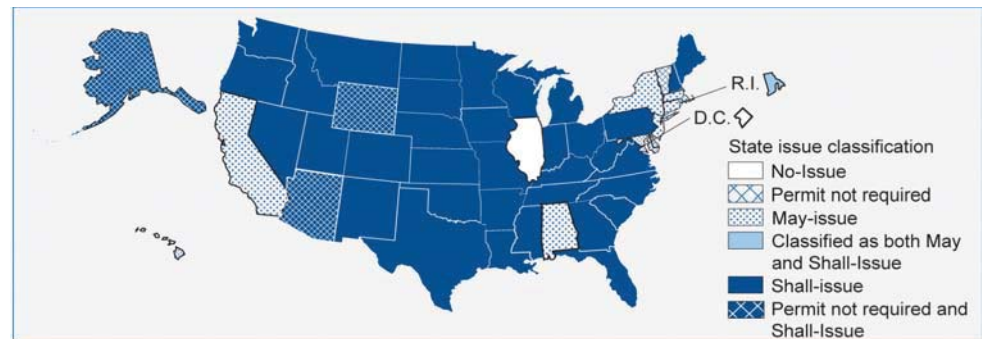 R.I.
D.C.
State issue classification
No-Issue
Permit not required
May-issue
Classified as both May
and Shall-Issue
Shall-issue
Permit not required and
Shall-Issue